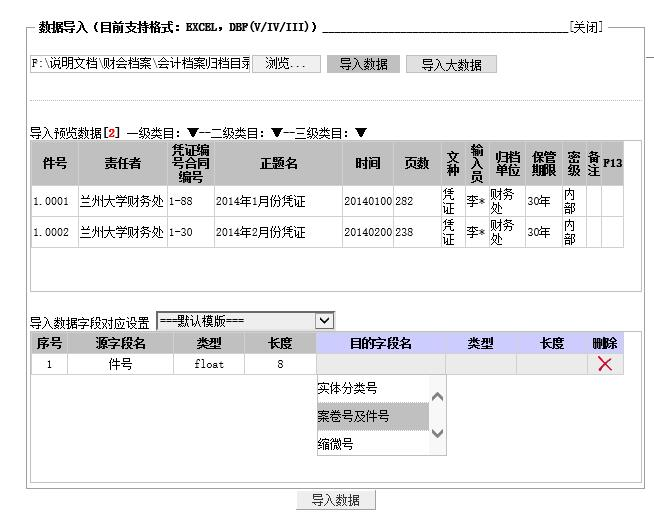 数据导入（目前支持格式：EXCEL，DBF(V/IV/III)）[关闭]
F:\说明文档\财会档案\会计档案归档目录 浏览... 导入数据 导入大数据
导入预览数据[2] 一级类目：▼--二级类目：▼--三级类目：▼
件号 责任者 凭证编号合同编号 正题名 时间 页数 文种 输入员 归档单位 保管期限 密级 备注 F13
1.0001 兰州大学财务处 1-88 2014年1月份凭证 20140100 282 凭证 李* 财务处 30年 内部
1.0002 兰州大学财务处 1-30 2014年2月份凭证 20140200 238 凭证 李* 财务处 30年 内部
导入数据字段对应设置 ===默认模版===
序号 源字段名 类型 长度 目的字段名 类型 长度 删除
1 件号 float 8
实体分类号
案卷号及件号
缩微号
导入数据